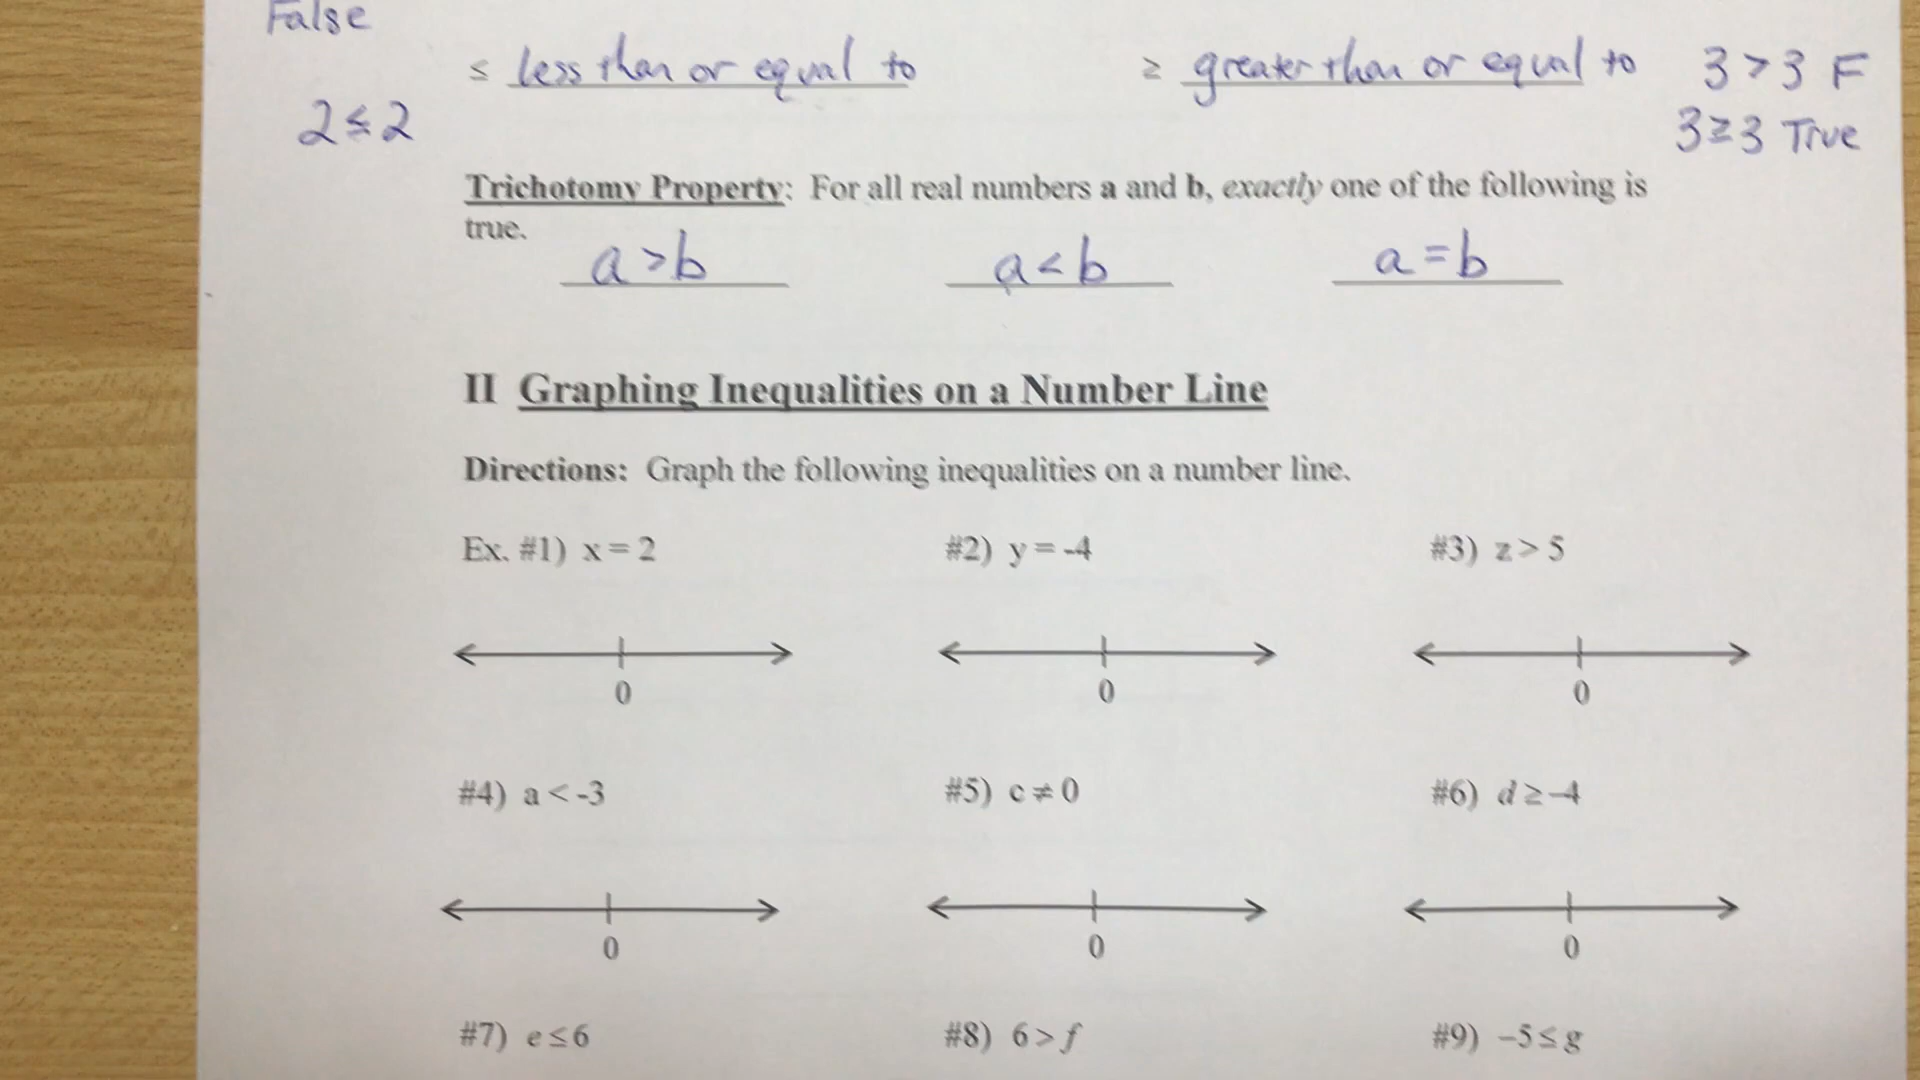 False
≤ less than or equal to ≥ greater than or equal to 3 > 3 F
2 ≤ 2 3 ≥ 3 True
Trichotomy Property: For all real numbers a and b, exactly one of the following is
true.
a > b a < b a = b
II Graphing Inequalities on a Number Line
Directions: Graph the following inequalities on a number line.
Ex. #1) x = 2 #2) y = -4 #3) z > 5
0 0 0
#4) a < -3 #5) c ≠ 0 #6) d ≥ -4
0 0 0
#7) e ≤ 6 #8) 6 > f #9) -5 ≤ g